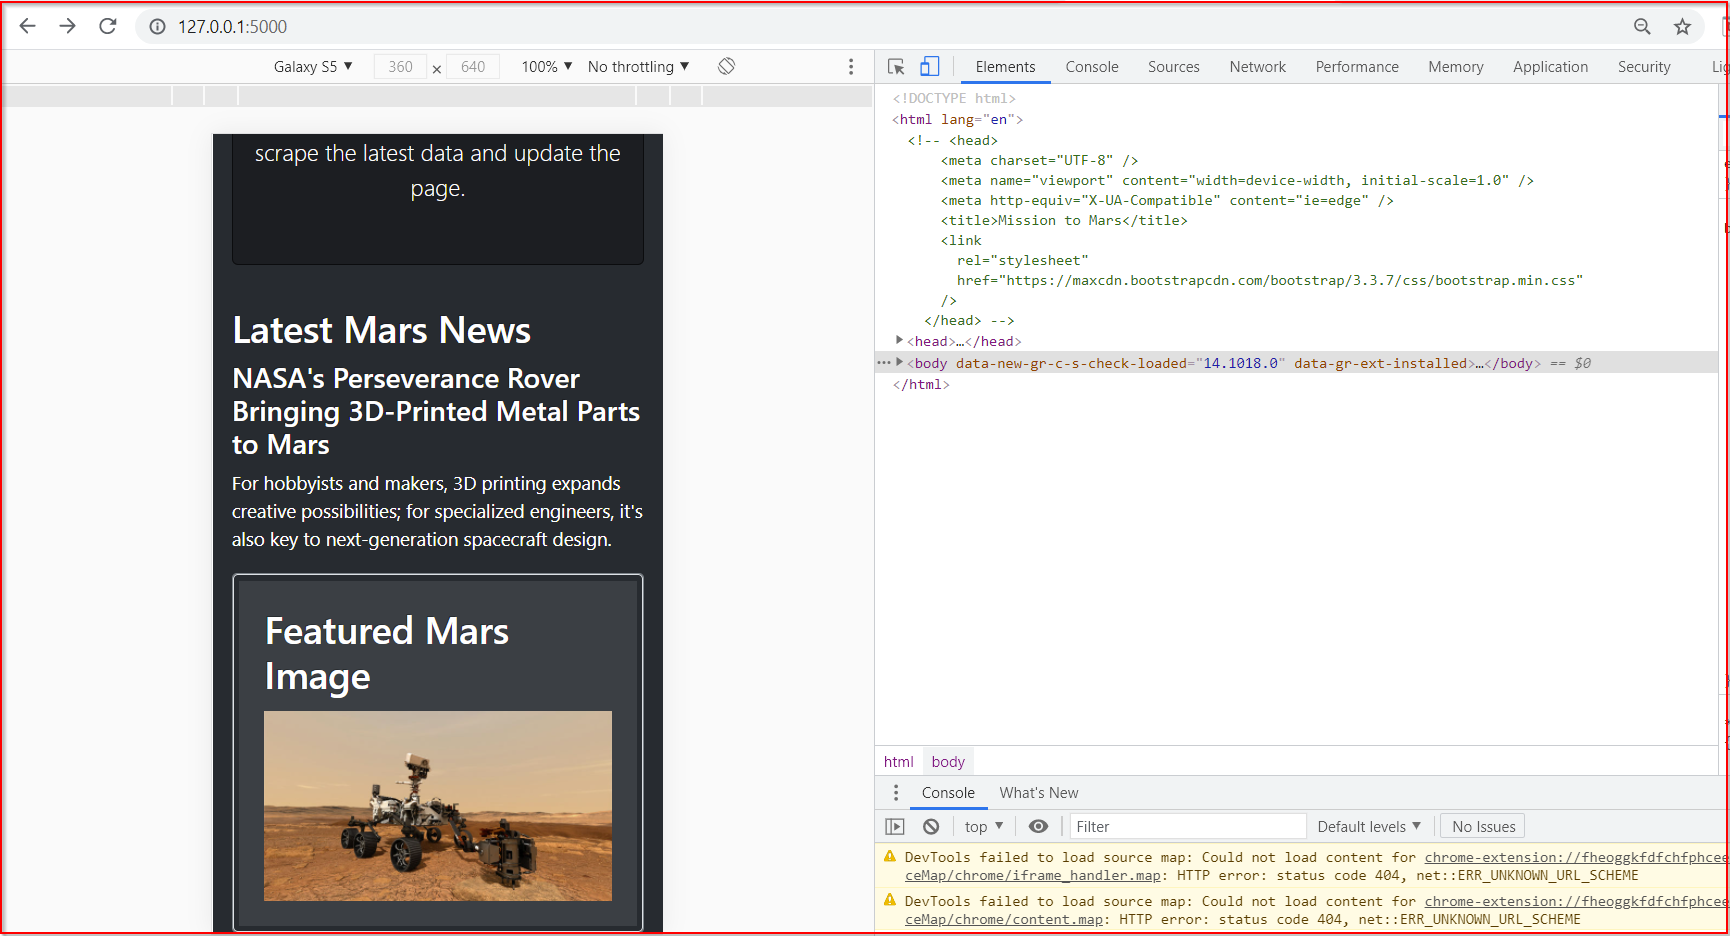 127.0.0.1:5000
Galaxy S5 ▼ 360 × 640 100% ▼ No throttling ▼
scrape the latest data and update the
page.
Latest Mars News
NASA's Perseverance Rover
Bringing 3D-Printed Metal Parts
to Mars
For hobbyists and makers, 3D printing expands
creative possibilities; for specialized engineers, it's
also key to next-generation spacecraft design.
Featured Mars
Image
Elements Console Sources Network Performance Memory Application Security
<!DOCTYPE html>
<html lang="en">
<!-- <head>
<meta charset="UTF-8" />
<meta name="viewport" content="width=device-width, initial-scale=1.0" />
<meta http-equiv="X-UA-Compatible" content="ie=edge" />
<title>Mission to Mars</title>
<link
rel="stylesheet"
href="https://maxcdn.bootstrapcdn.com/bootstrap/3.3.7/css/bootstrap.min.css"
/>
</head> -->
<head>…</head>
<body data-new-gr-c-s-check-loaded="14.1018.0" data-gr-ext-installed>…</body> == $0
</html>
html body
Console What's New
top ▼ Filter Default levels ▼ No Issues
DevTools failed to load source map: Could not load content for chrome-extension://fheoggkfdfchfphcee
ceMap/chrome/iframe_handler.map: HTTP error: status code 404, net::ERR_UNKNOWN_URL_SCHEME
DevTools failed to load source map: Could not load content for chrome-extension://fheoggkfdfchfphcee
ceMap/chrome/content.map: HTTP error: status code 404, net::ERR_UNKNOWN_URL_SCHEME